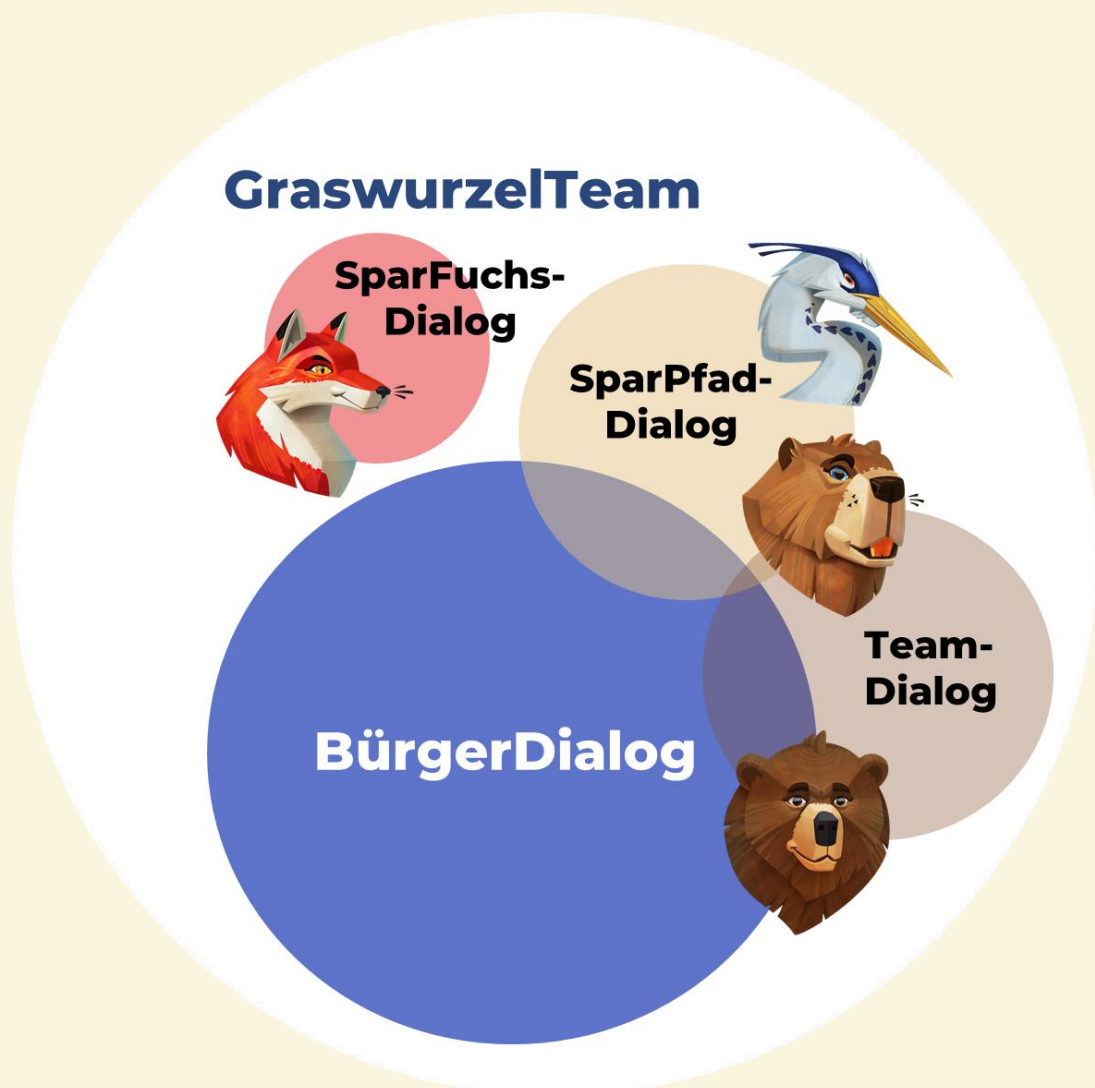 GraswurzelTeam
SparFuchs-
Dialog
SparPfad-
Dialog
Team-
Dialog
BürgerDialog